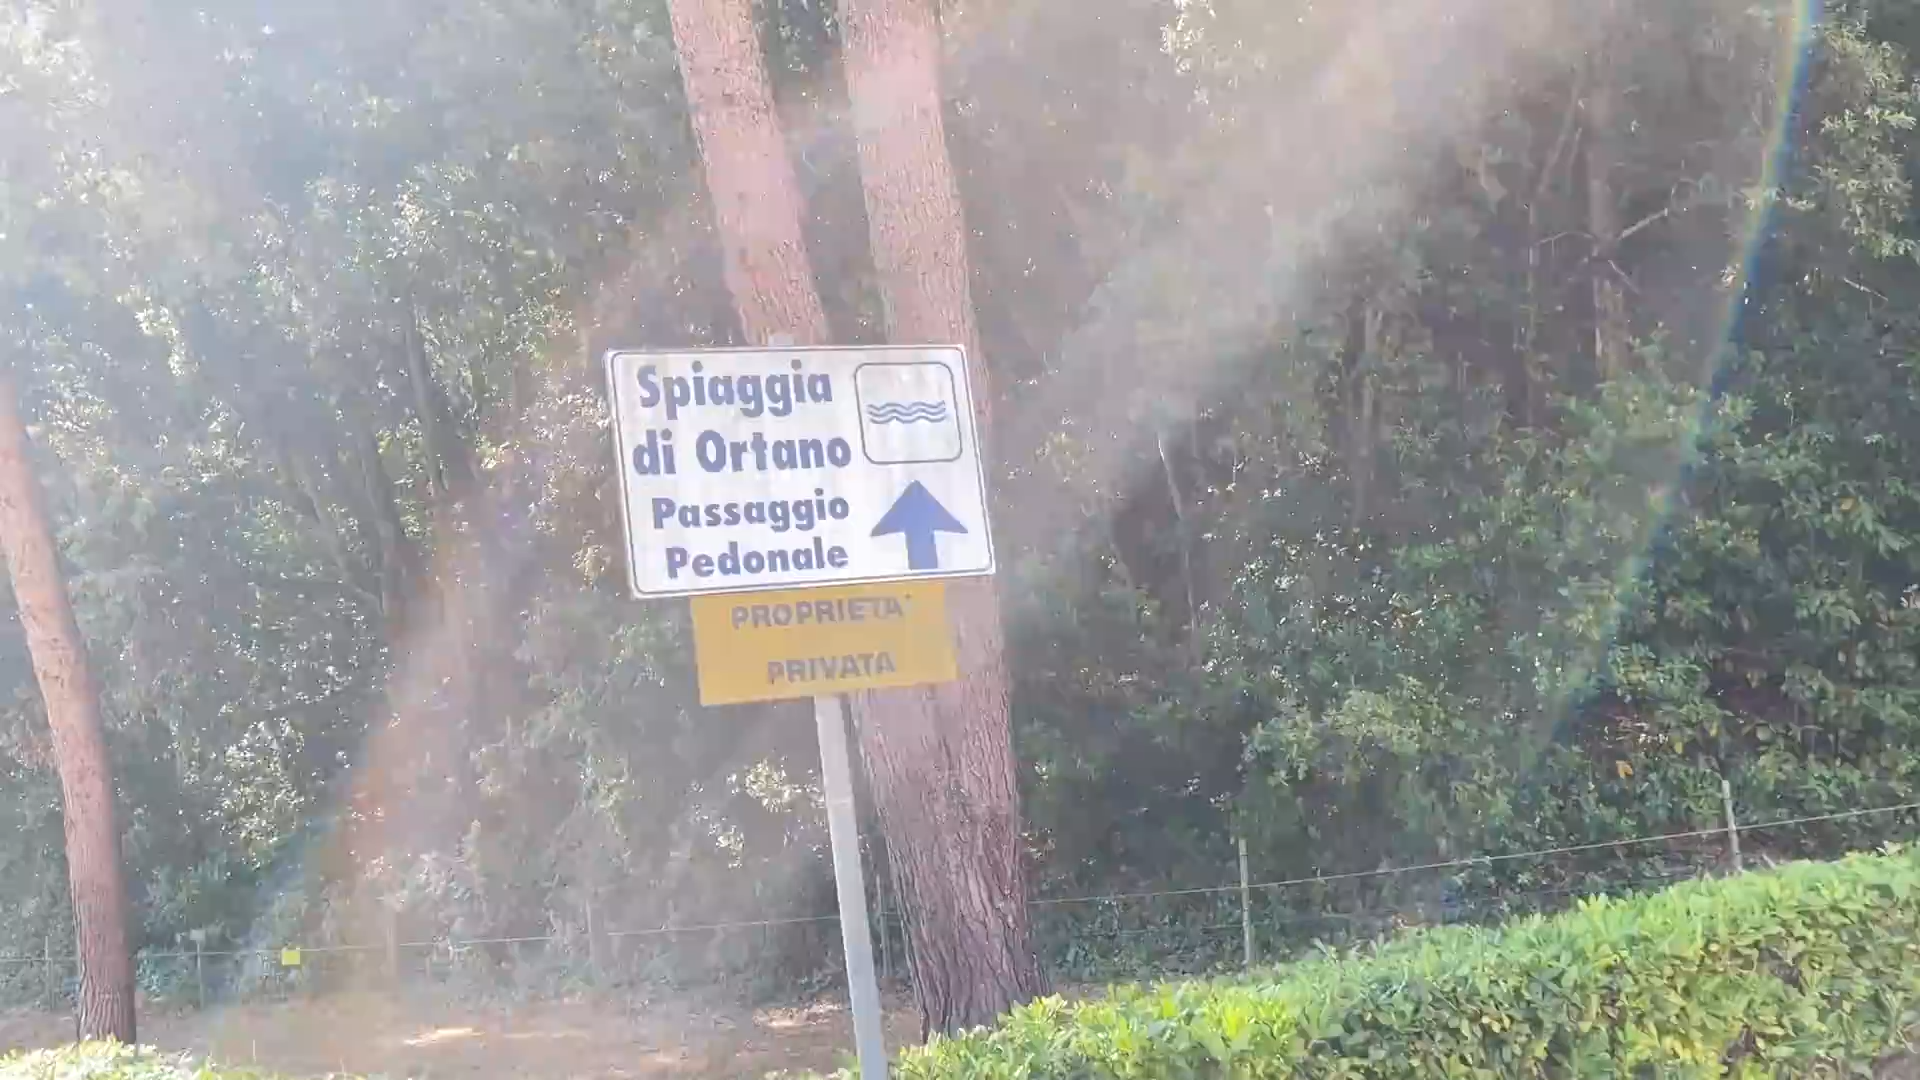 Spiaggia
di Ortano
Passaggio
Pedonale
PROPRIETA'
PRIVATA